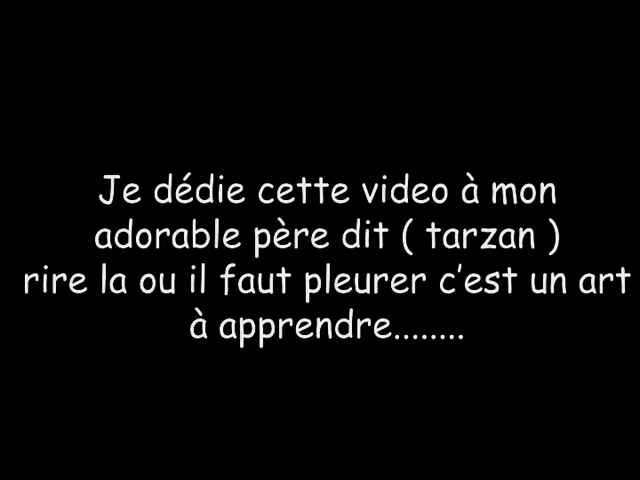 Je dédie cette video à mon
adorable père dit ( tarzan )
rire la ou il faut pleurer c’est un art
à apprendre........